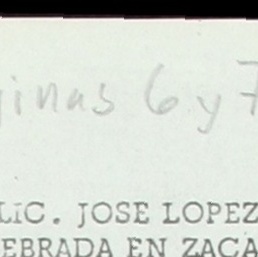 ginas 6 y 7
LIC. JOSE LOPEZ
EBRADA EN ZACA